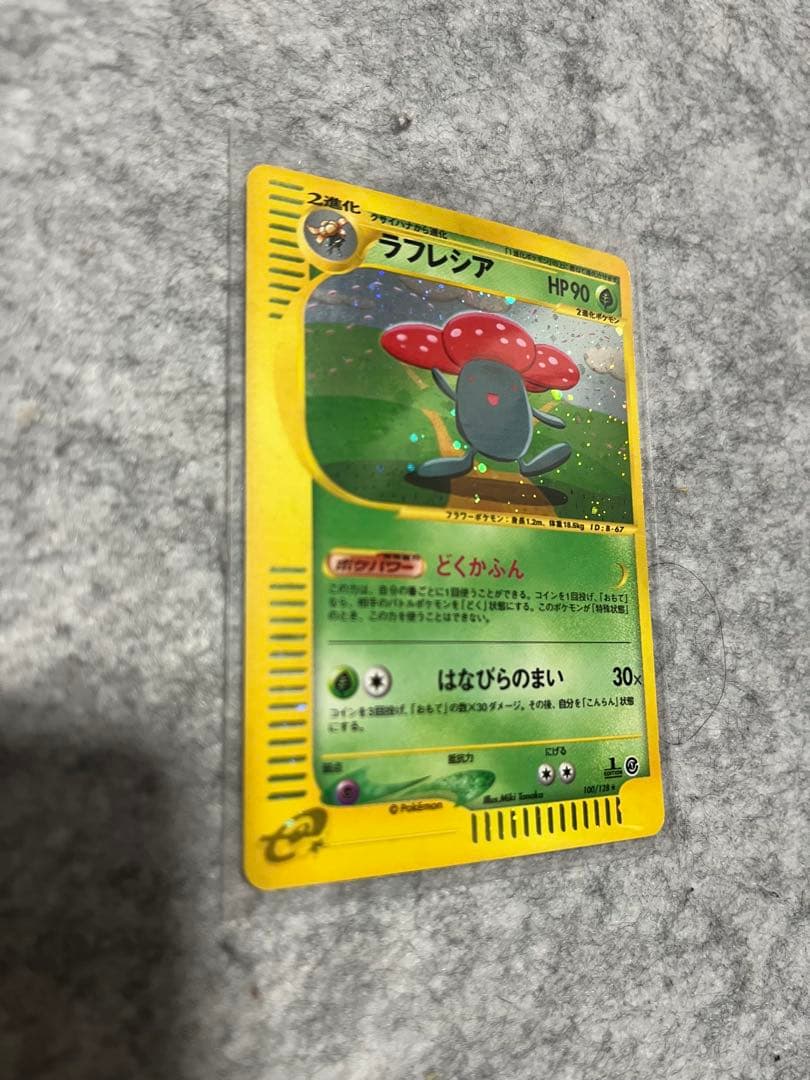 2進化
クサイハナから進化
ラフレシア
HP90
2進化ポケモン
フラワーポケモン：身長1.2m、体重18.6kg ID:B-67
ポケパワー
どくかふん
この力は、自分の番ごとに1回使うことができる。コインを1回投げ、「おもて」
なら、相手のバトルポケモンを「どく」状態にする。このポケモンが「特殊状態」
のとき、この力を使うことはできない。
はなびらのまい 30×
コインを3回投げ、「おもて」の数×30ダメージ。その後、自分を「こんらん」状態
にする。
弱点 抵抗力 にげる
1
EDITION
Illus.Miki Tanaka 100/128 ★
© Pokémon